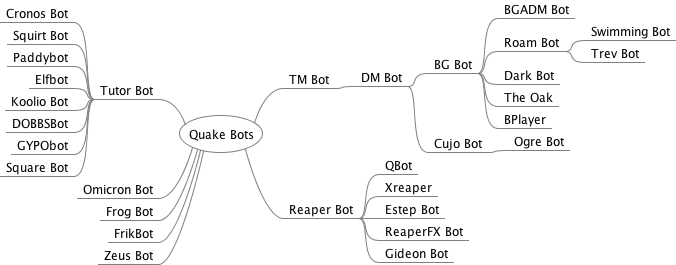 Cronos Bot
Squirt Bot
Paddybot
Elfbot
Koolio Bot
DOBBSBot
GYPObot
Square Bot
Tutor Bot
Omicron Bot
Frog Bot
FrikBot
Zeus Bot
Quake Bots
TM Bot
DM Bot
BG Bot
BGADM Bot
Roam Bot
Swimming Bot
Trev Bot
Dark Bot
The Oak
BPlayer
Cujo Bot
Ogre Bot
Reaper Bot
QBot
Xreaper
Estep Bot
ReaperFX Bot
Gideon Bot